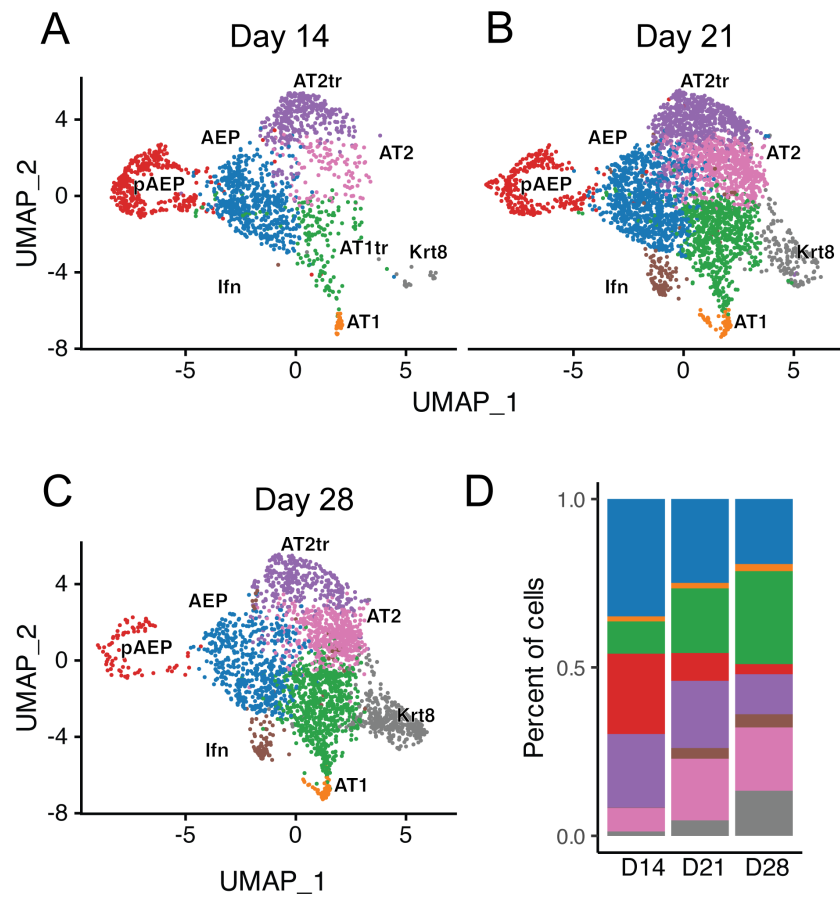 A
Day 14
B
Day 21
AT2tr
AT2tr
4
AEP
AEP
AT2
AT2
pAEP
pAEP
0
UMAP_2
AT1tr
Krt8
Krt8
-4
Ifn
Ifn
AT1
AT1
-8
-5
0
5
-5
0
5
UMAP_1
C
Day 28
D
AT2tr
1.0
4
AEP
AT2
pAEP
0
UMAP_2
0.5
Percent of cells
Krt8
-4
Ifn
AT1
-8
0.0
-5
0
5
D14
D21
D28
UMAP_1